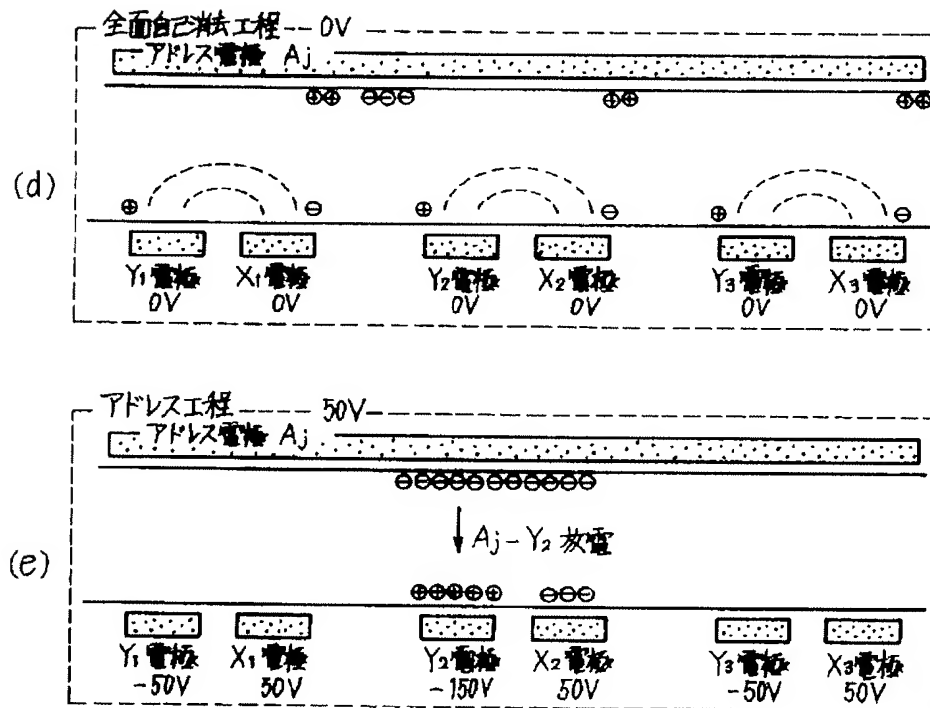 全面自己消去工程 0V
アドレス電極 Aj
⊕⊕ ⊖⊖⊖ ⊕⊕ ⊕⊕
(d)
⊕ ⊖ ⊕ ⊖ ⊕ ⊖
Y1電極 X1電極 Y2電極 X2電極 Y3電極 X3電極
0V 0V 0V 0V 0V 0V
アドレス工程 50V
アドレス電極 Aj
⊖⊖⊖⊖⊖⊖⊖⊖⊖⊖⊖
Aj-Y2 放電
(e)
⊕⊕⊕⊕⊕ ⊖⊖⊖
Y1電極 X1電極 Y2電極 X2電極 Y3電極 X3電極
-50V 50V -150V 50V -50V 50V